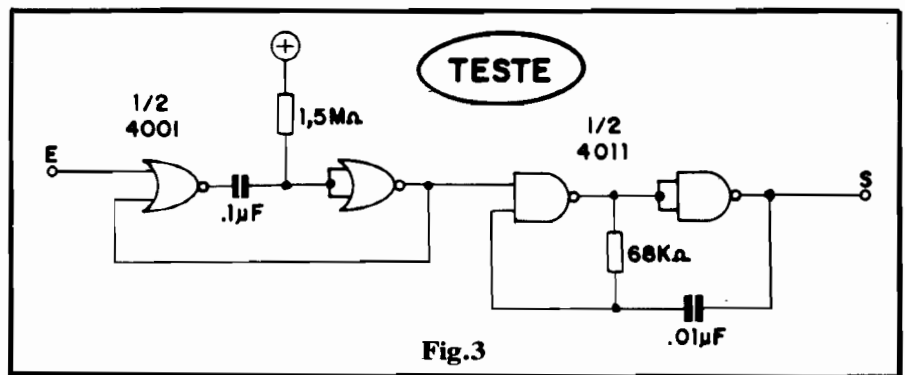 TESTE
1/2
4001
1,5MΩ
1/2
4011
E
S
.1µF
68KΩ
.01µF
Fig.3